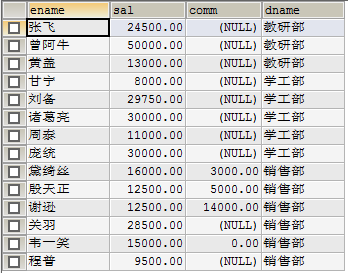 ename sal comm dname
张飞 24500.00 (NULL) 教研部
曾阿牛 50000.00 (NULL) 教研部
黄盖 13000.00 (NULL) 教研部
甘宁 8000.00 (NULL) 学工部
刘备 29750.00 (NULL) 学工部
诸葛亮 30000.00 (NULL) 学工部
周泰 11000.00 (NULL) 学工部
庞统 30000.00 (NULL) 学工部
黛绮丝 16000.00 3000.00 销售部
殷天正 12500.00 5000.00 销售部
谢逊 12500.00 14000.00 销售部
关羽 28500.00 (NULL) 销售部
韦一笑 15000.00 0.00 销售部
程普 9500.00 (NULL) 销售部